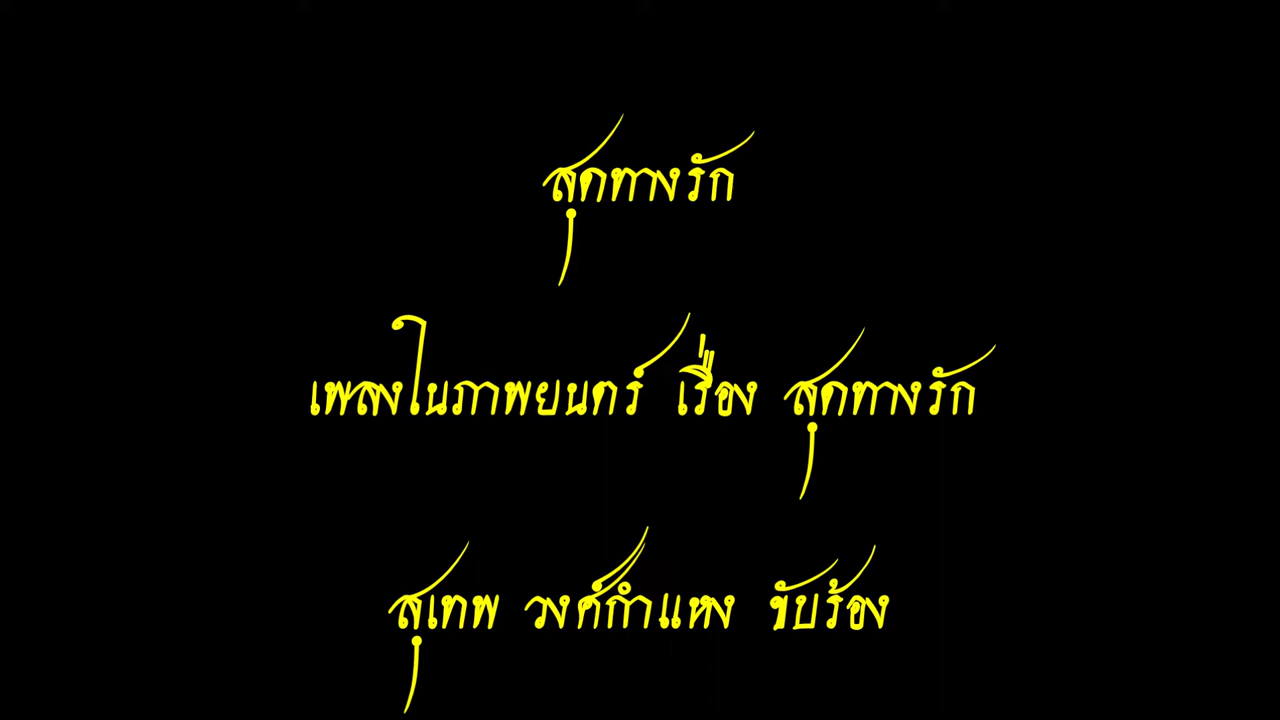 สุดทางรัก
เพลงในภาพยนตร์ เรื่อง สุดทางรัก
สุเทพ วงศ์กำแหง ขับร้อง